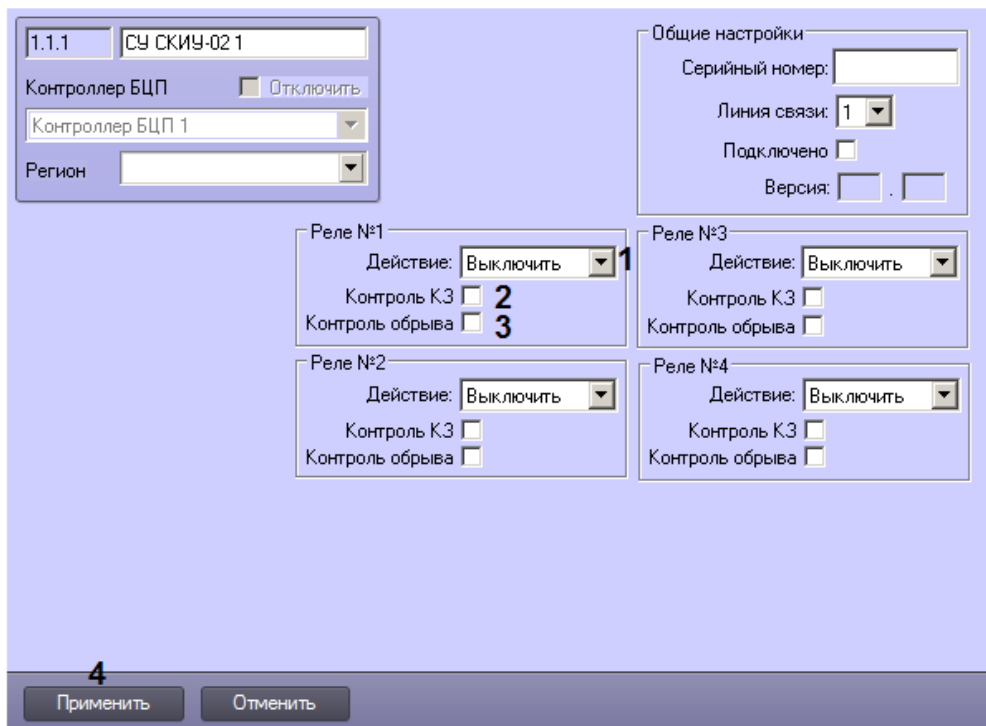 1.1.1 СУ СКИУ-02 1
Контроллер БЦП Отключить
Контроллер БЦП 1
Регион
Общие настройки
Серийный номер:
Линия связи: 1
Подключено
Версия: .
Реле №1
Действие: Выключить 1
Контроль КЗ 2
Контроль обрыва 3
Реле №3
Действие: Выключить
Контроль КЗ
Контроль обрыва
Реле №2
Действие: Выключить
Контроль КЗ
Контроль обрыва
Реле №4
Действие: Выключить
Контроль КЗ
Контроль обрыва
4
Применить Отменить